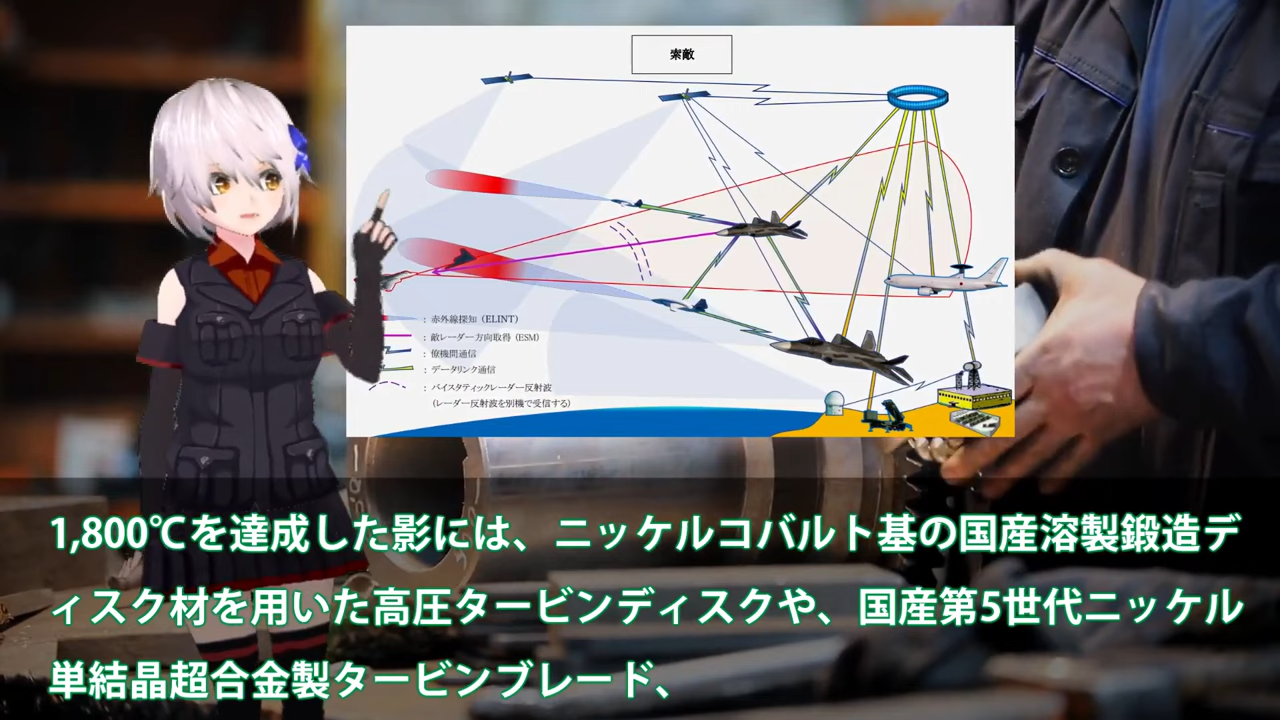 索敵
: 赤外線探知 (ELINT)
: 敵レーダー方向取得 (ESM)
: 僚機間通信
: データリンク通信
: バイスタティックレーダー反射波
(レーダー反射波を別機で受信する)
1,800℃を達成した影には、ニッケルコバルト基の国産溶製鍛造デ
ィスク材を用いた高圧タービンディスクや、国産第5世代ニッケル
単結晶超合金製タービンブレード、